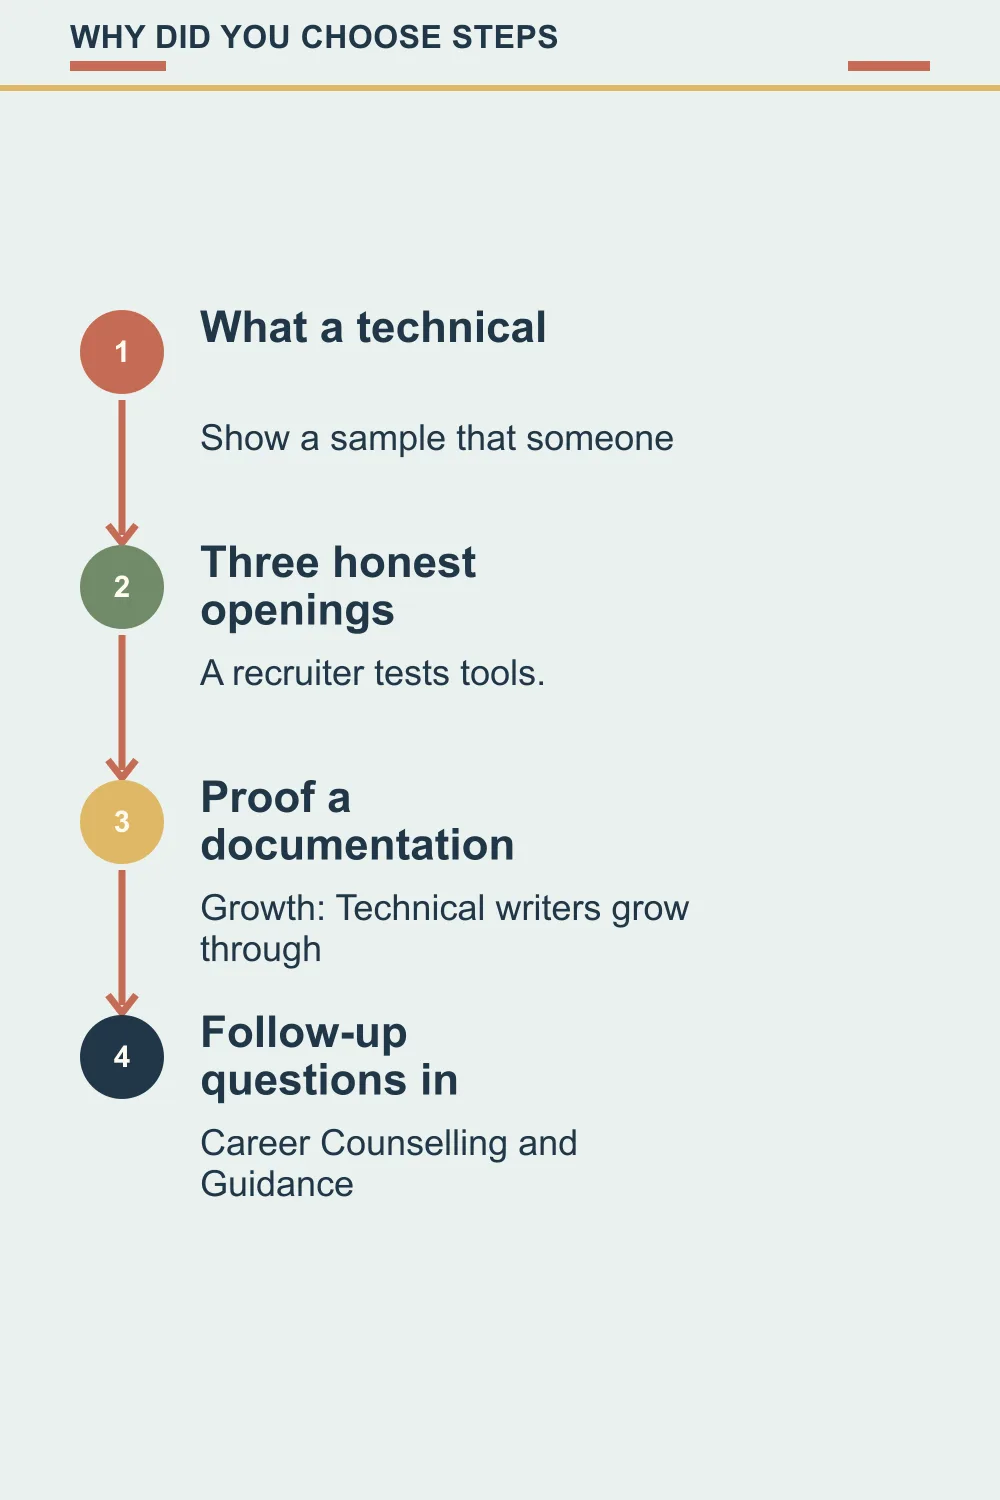 WHY DID YOU CHOOSE STEPS
1
What a technical
Show a sample that someone
2
Three honest
openings
A recruiter tests tools.
3
Proof a
documentation
Growth: Technical writers grow
through
4
Follow-up
questions in
Career Counselling and
Guidance